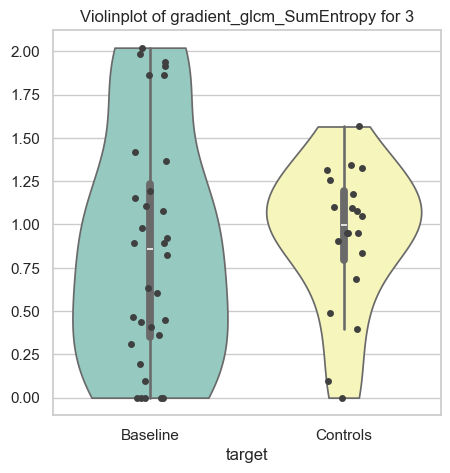 Violinplot of gradient_glcm_SumEntropy for 3
2.00
1.75
1.50
1.25
1.00
0.75
0.50
0.25
0.00
Baseline
Controls
target